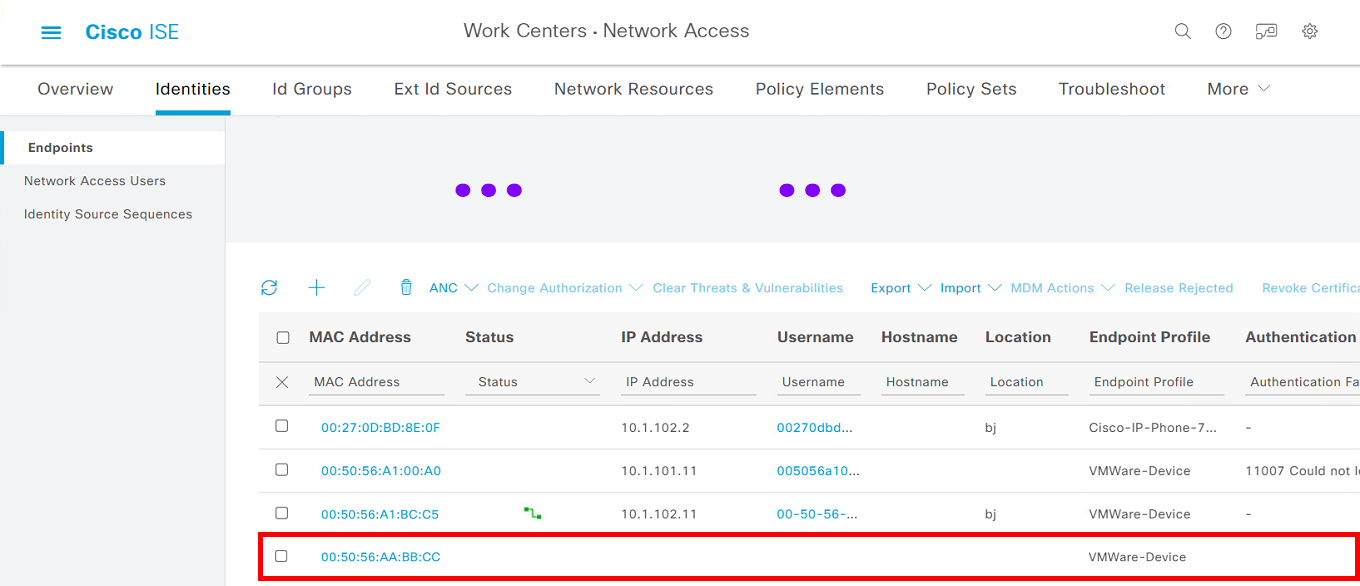 Cisco ISE Work Centers · Network Access
Overview Identities Id Groups Ext Id Sources Network Resources Policy Elements Policy Sets Troubleshoot More
Endpoints
Network Access Users
Identity Source Sequences
ANC Change Authorization Clear Threats & Vulnerabilities Export Import MDM Actions Release Rejected Revoke Certifica
MAC Address Status IP Address Username Hostname Location Endpoint Profile Authentication
MAC Address Status IP Address Username Hostname Location Endpoint Profile Authentication Fa
00:27:0D:BD:8E:0F 10.1.102.2 00270dbd... bj Cisco-IP-Phone-7... -
00:50:56:A1:00:A0 10.1.101.11 005056a10... VMWare-Device 11007 Could not l
00:50:56:A1:BC:C5 10.1.102.11 00-50-56-... bj VMWare-Device -
00:50:56:AA:BB:CC VMWare-Device